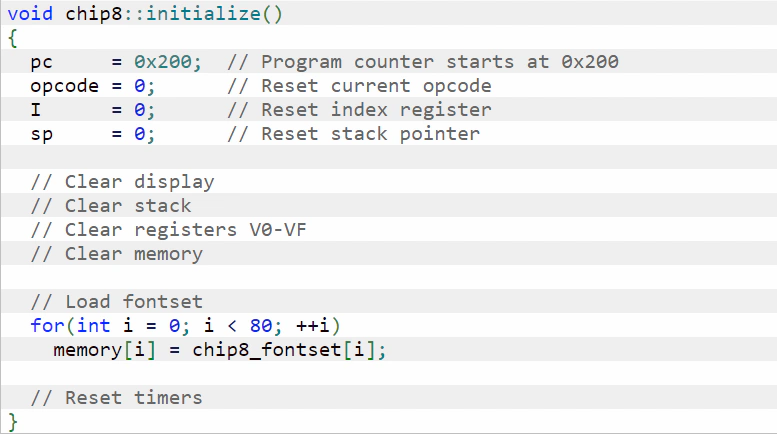 void chip8::initialize()
{
  pc     = 0x200;  // Program counter starts at 0x200
  opcode = 0;      // Reset current opcode
  I      = 0;      // Reset index register
  sp     = 0;      // Reset stack pointer

  // Clear display
  // Clear stack
  // Clear registers V0-VF
  // Clear memory

  // Load fontset
  for(int i = 0; i < 80; ++i)
    memory[i] = chip8_fontset[i];

  // Reset timers
}